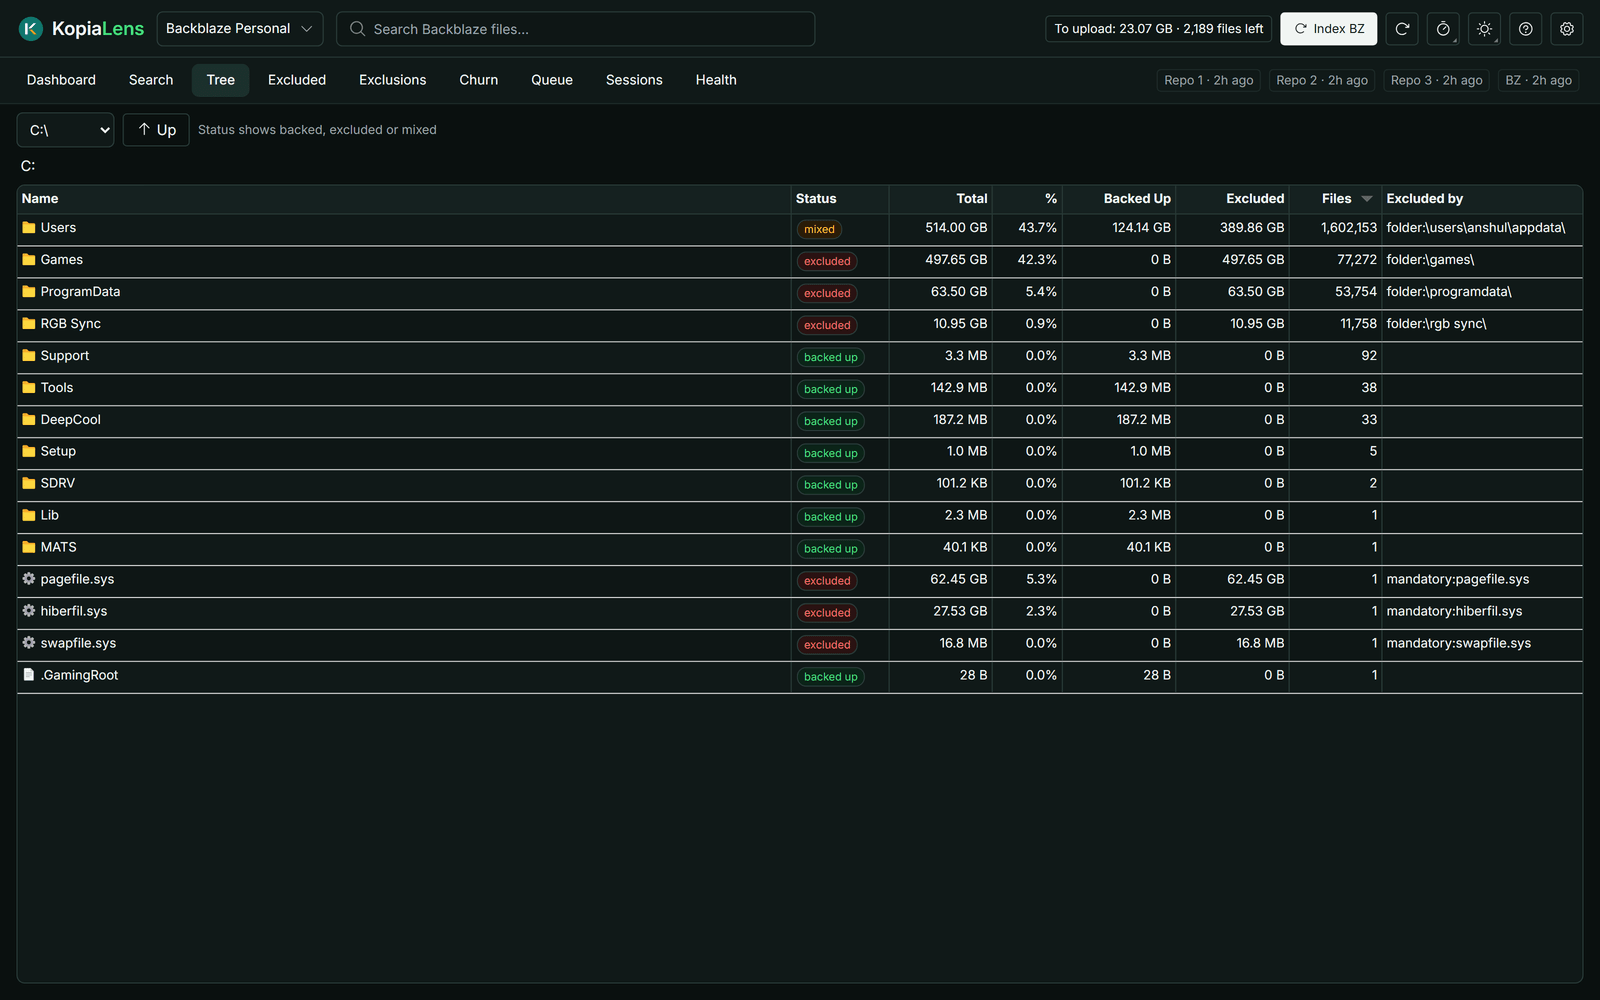 KopiaLens
Backblaze Personal
Search Backblaze files...
To upload: 23.07 GB · 2,189 files left
Index BZ
Dashboard
Search
Tree
Excluded
Exclusions
Churn
Queue
Sessions
Health
Repo 1 · 2h ago
Repo 2 · 2h ago
Repo 3 · 2h ago
BZ · 2h ago
C:\
Up
Status shows backed, excluded or mixed
C:
Name Status Total % Backed Up Excluded Files Excluded by
Users mixed 514.00 GB 43.7% 124.14 GB 389.86 GB 1,602,153 folder:\users\anshul\appdata\
Games excluded 497.65 GB 42.3% 0 B 497.65 GB 77,272 folder:\games\
ProgramData excluded 63.50 GB 5.4% 0 B 63.50 GB 53,754 folder:\programdata\
RGB Sync excluded 10.95 GB 0.9% 0 B 10.95 GB 11,758 folder:\rgb sync\
Support backed up 3.3 MB 0.0% 3.3 MB 0 B 92
Tools backed up 142.9 MB 0.0% 142.9 MB 0 B 38
DeepCool backed up 187.2 MB 0.0% 187.2 MB 0 B 33
Setup backed up 1.0 MB 0.0% 1.0 MB 0 B 5
SDRV backed up 101.2 KB 0.0% 101.2 KB 0 B 2
Lib backed up 2.3 MB 0.0% 2.3 MB 0 B 1
MATS backed up 40.1 KB 0.0% 40.1 KB 0 B 1
pagefile.sys excluded 62.45 GB 5.3% 0 B 62.45 GB 1 mandatory:pagefile.sys
hiberfil.sys excluded 27.53 GB 2.3% 0 B 27.53 GB 1 mandatory:hiberfil.sys
swapfile.sys excluded 16.8 MB 0.0% 0 B 16.8 MB 1 mandatory:swapfile.sys
.GamingRoot backed up 28 B 0.0% 28 B 0 B 1